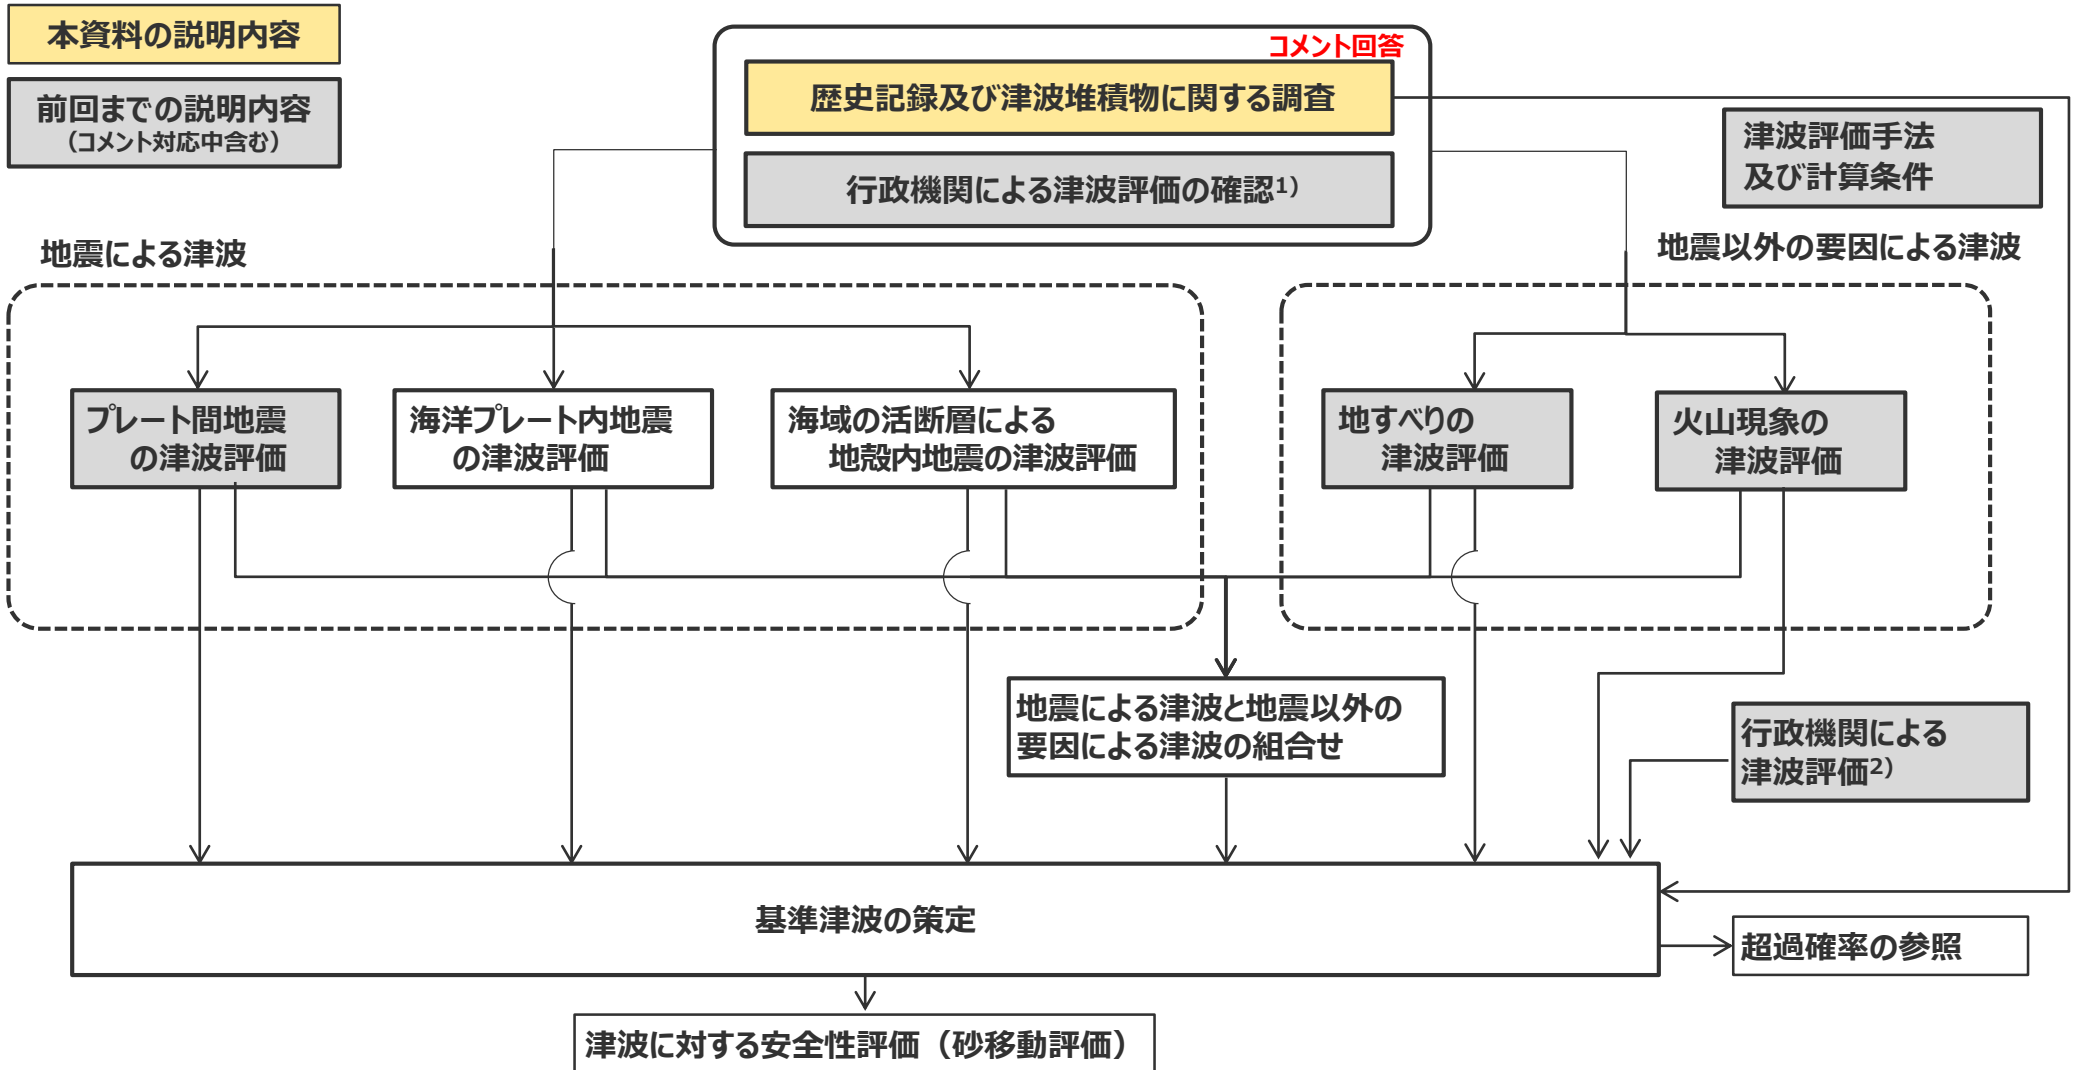 本資料の説明内容
前回までの説明内容
（コメント対応中含む）
コメント回答
歴史記録及び津波堆積物に関する調査
行政機関による津波評価の確認1）
津波評価手法
及び計算条件
地震による津波
地震以外の要因による津波
プレート間地震
の津波評価
海洋プレート内地震
の津波評価
海域の活断層による
地殻内地震の津波評価
地すべりの
津波評価
火山現象の
津波評価
地震による津波と地震以外の
要因による津波の組合せ
行政機関による
津波評価2）
基準津波の策定
超過確率の参照
津波に対する安全性評価（砂移動評価）